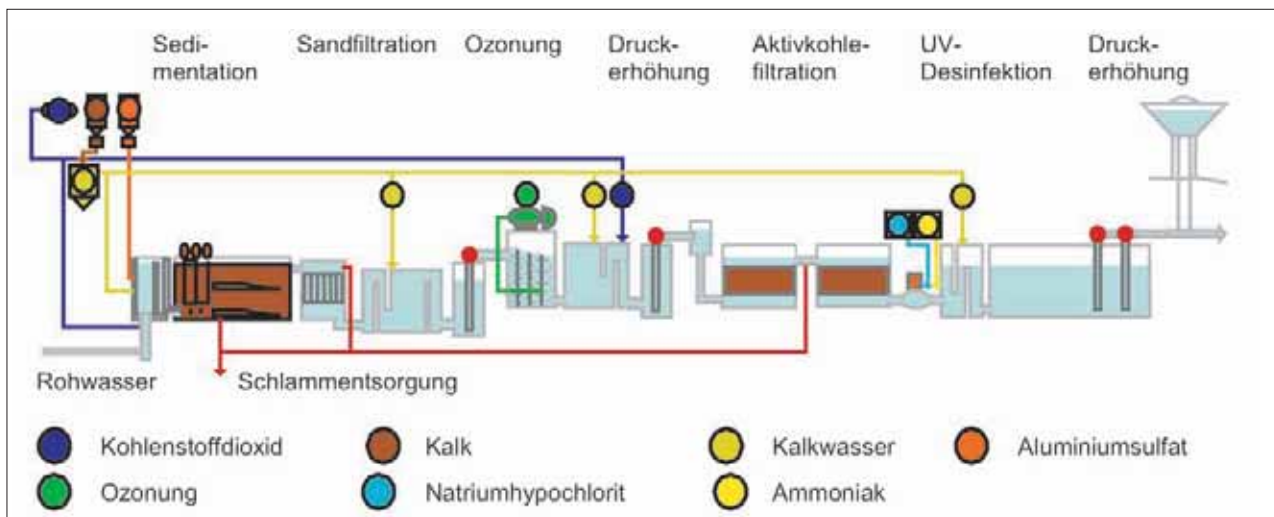 Sedi-
mentation
Sandfiltration
Ozonung
Druck-
erhöhung
Aktivkohle-
filtration
UV-
Desinfektion
Druck-
erhöhung
Rohwasser
Schlammentsorgung
Kohlenstoffdioxid
Kalk
Kalkwasser
Aluminiumsulfat
Ozonung
Natriumhypochlorit
Ammoniak